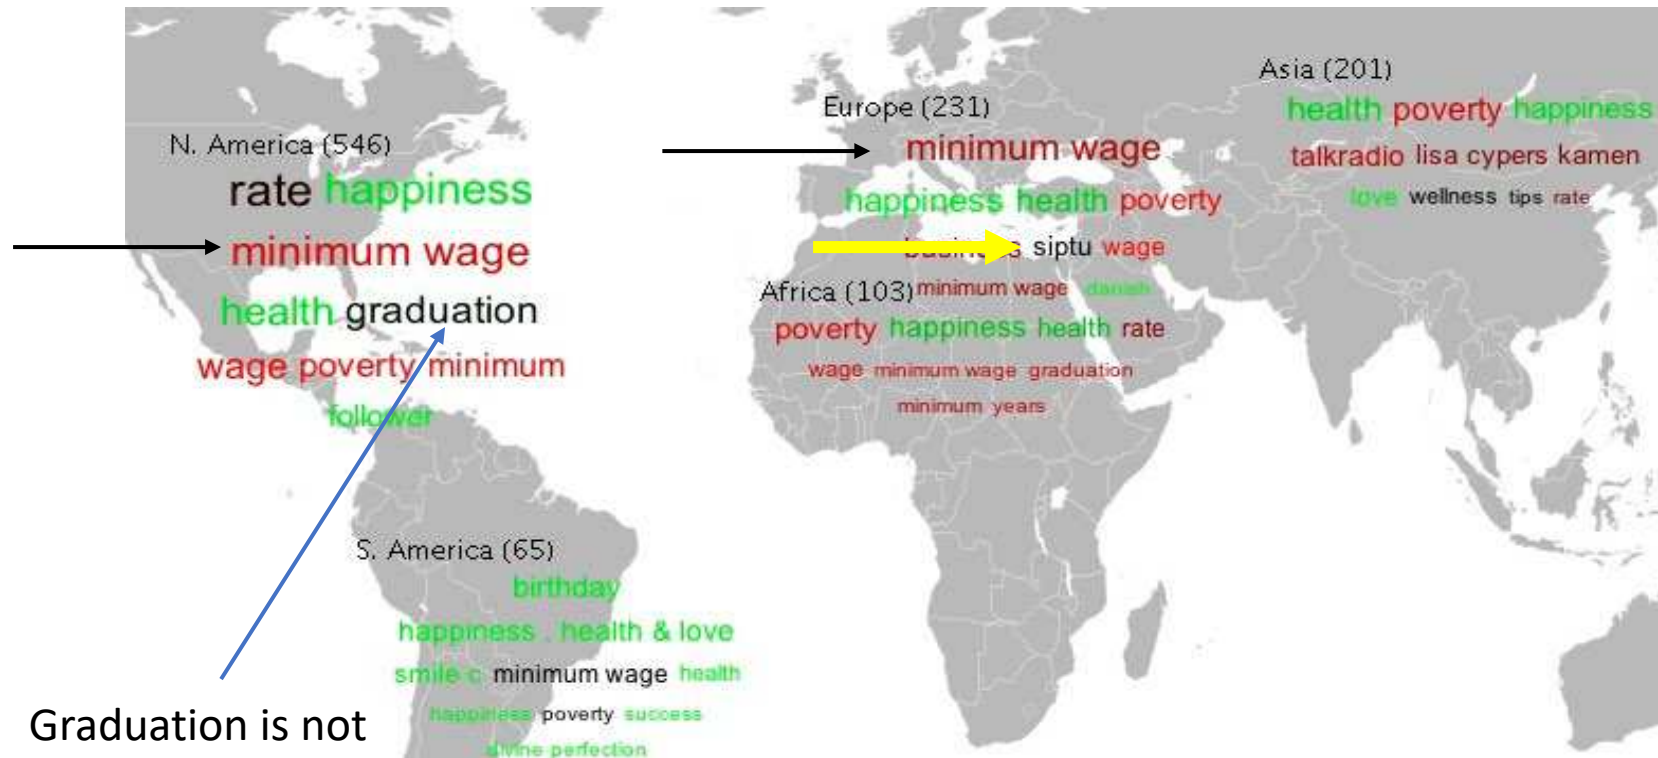 N. America (546)
rate happiness
minimum wage
health graduation
wage poverty minimum
follower
Europe (231)
minimum wage
happiness health poverty
business siptu wage
minimum wage danish
Asia (201)
health poverty happiness
talkradio lisa cypers kamen
love wellness tips rate
Africa (103)
poverty happiness health rate
wage minimum wage graduation
minimum years
S. America (65)
birthday
happiness . health & love
smile c minimum wage health
happiness poverty success
divine perfection
Graduation is not